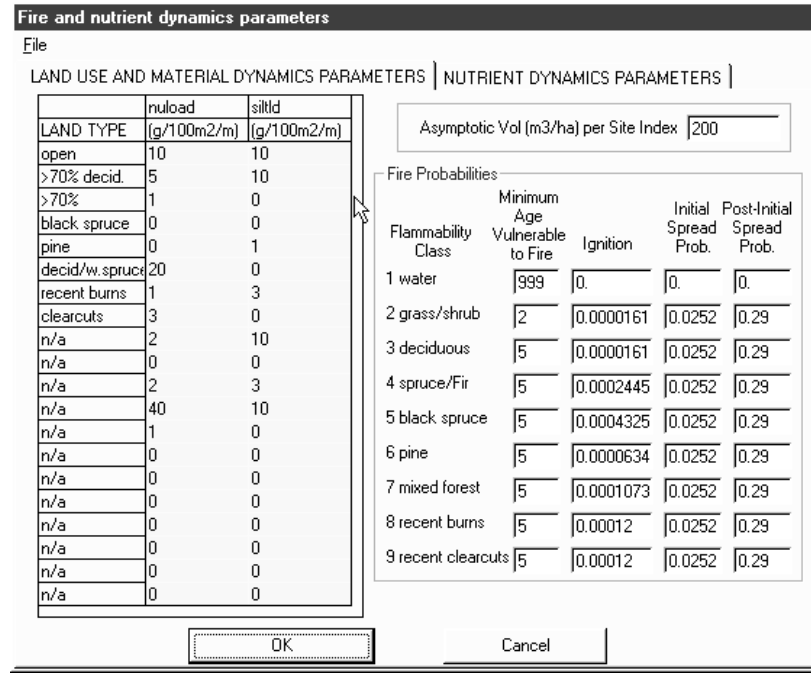 Fire and nutrient dynamics parameters
File
LAND USE AND MATERIAL DYNAMICS PARAMETERS NUTRIENT DYNAMICS PARAMETERS
nuload siltld
LAND TYPE (g/100m2/m) (g/100m2/m)
open 10 10
>70% decid. 5 10
>70% 1 0
black spruce 0 0
pine 0 1
decid/w.spruce 20 0
recent burns 1 3
clearcuts 3 0
n/a 2 10
n/a 0 0
n/a 2 3
n/a 40 10
n/a 1 0
n/a 0 0
n/a 0 0
n/a 0 0
n/a 0 0
n/a 0 0
n/a 0 0
Asymptotic Vol (m3/ha) per Site Index 200
Fire Probabilities
Flammability Class Minimum Age Vulnerable to Fire Ignition Initial Spread Prob. Post-Initial Spread Prob.
1 water 999 0. 0. 0.
2 grass/shrub 2 0.0000161 0.0252 0.29
3 deciduous 5 0.0000161 0.0252 0.29
4 spruce/Fir 5 0.0002445 0.0252 0.29
5 black spruce 5 0.0004325 0.0252 0.29
6 pine 5 0.0000634 0.0252 0.29
7 mixed forest 5 0.0001073 0.0252 0.29
8 recent burns 5 0.00012 0.0252 0.29
9 recent clearcuts 5 0.00012 0.0252 0.29
OK Cancel